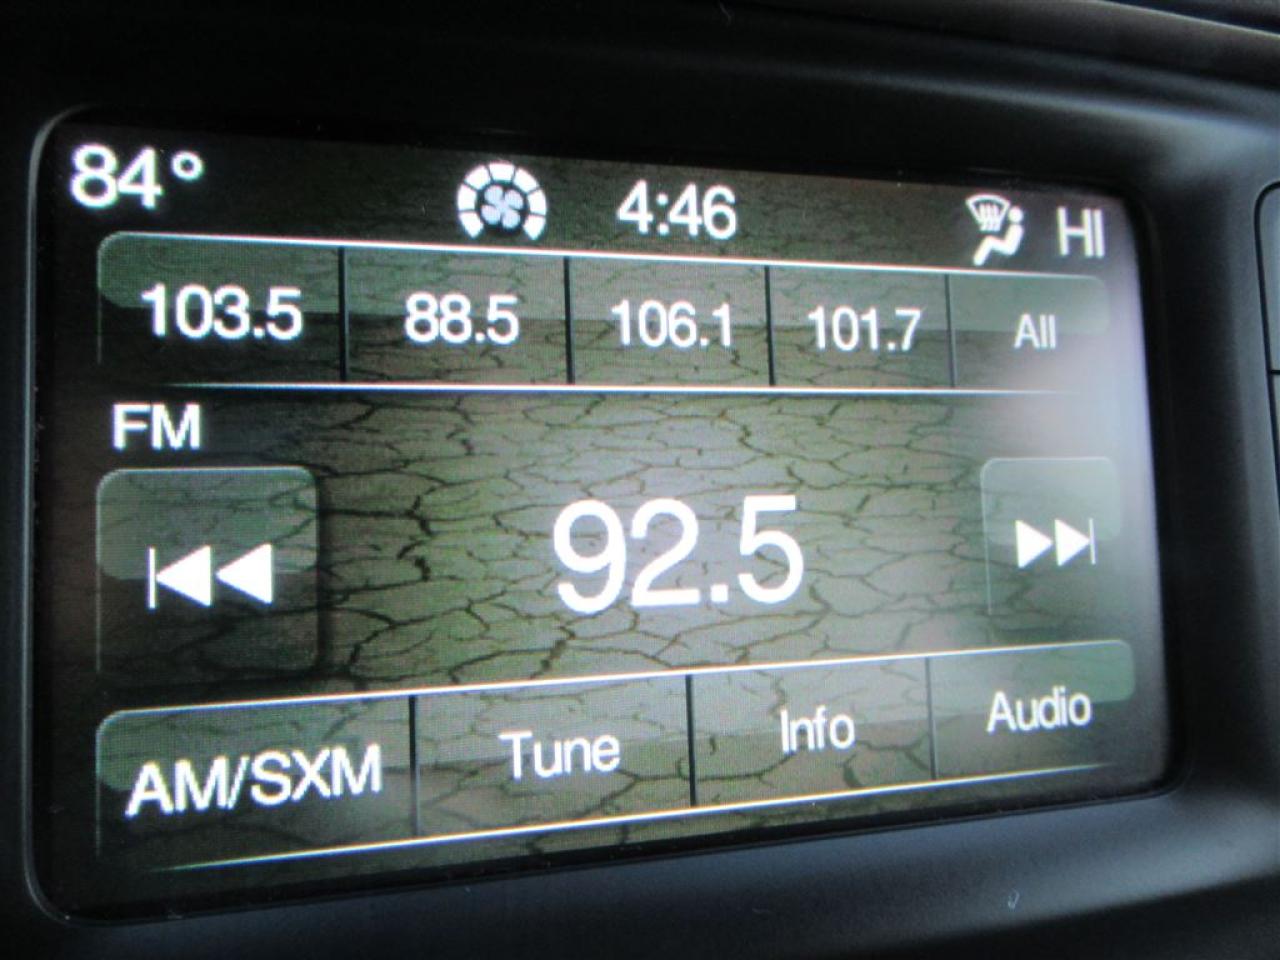 84° 4:46 HI
103.5 88.5 106.1 101.7 All
FM
92.5
AM/SXM Tune Info Audio